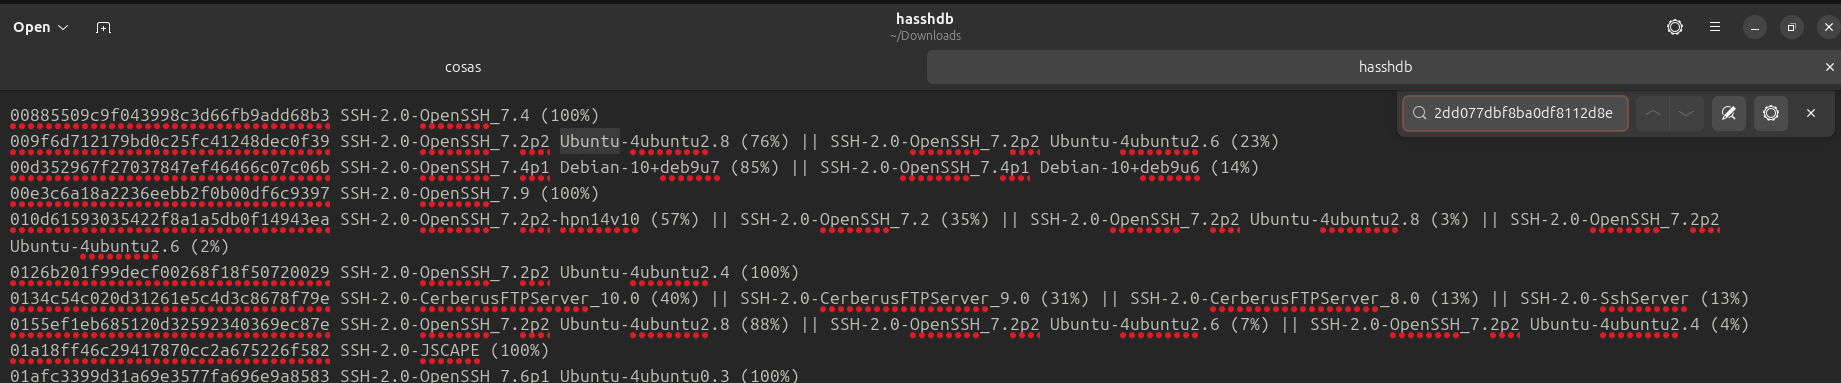 Open
hasshdb
~/Downloads
cosas
hasshdb
2dd077dbf8ba0df8112d8e
00885509c9f043998c3d66fb9add68b3 SSH-2.0-OpenSSH_7.4 (100%)
009f6d712179bd0c25fc41248dec0f39 SSH-2.0-OpenSSH_7.2p2 Ubuntu-4ubuntu2.8 (76%) || SSH-2.0-OpenSSH_7.2p2 Ubuntu-4ubuntu2.6 (23%)
00d352967f27037847ef46466c07c06b SSH-2.0-OpenSSH_7.4p1 Debian-10+deb9u7 (85%) || SSH-2.0-OpenSSH_7.4p1 Debian-10+deb9u6 (14%)
00e3c6a18a2236eebb2f0b00df6c9397 SSH-2.0-OpenSSH_7.9 (100%)
010d61593035422f8a1a5db0f14943ea SSH-2.0-OpenSSH_7.2p2-hpn14v10 (57%) || SSH-2.0-OpenSSH_7.2 (35%) || SSH-2.0-OpenSSH_7.2p2 Ubuntu-4ubuntu2.8 (3%) || SSH-2.0-OpenSSH_7.2p2
Ubuntu-4ubuntu2.6 (2%)
0126b201f99decf00268f18f50720029 SSH-2.0-OpenSSH_7.2p2 Ubuntu-4ubuntu2.4 (100%)
0134c54c020d31261e5c4d3c8678f79e SSH-2.0-CerberusFTPServer_10.0 (40%) || SSH-2.0-CerberusFTPServer_9.0 (31%) || SSH-2.0-CerberusFTPServer_8.0 (13%) || SSH-2.0-SshServer (13%)
0155ef1eb685120d32592340369ec87e SSH-2.0-OpenSSH_7.2p2 Ubuntu-4ubuntu2.8 (88%) || SSH-2.0-OpenSSH_7.2p2 Ubuntu-4ubuntu2.6 (7%) || SSH-2.0-OpenSSH_7.2p2 Ubuntu-4ubuntu2.4 (4%)
01a18ff46c29417870cc2a675226f582 SSH-2.0-JSCAPE (100%)
01afc3399d31a69e3577fa696e9a8583 SSH-2.0-OpenSSH_7.6p1 Ubuntu-4ubuntu0.3 (100%)